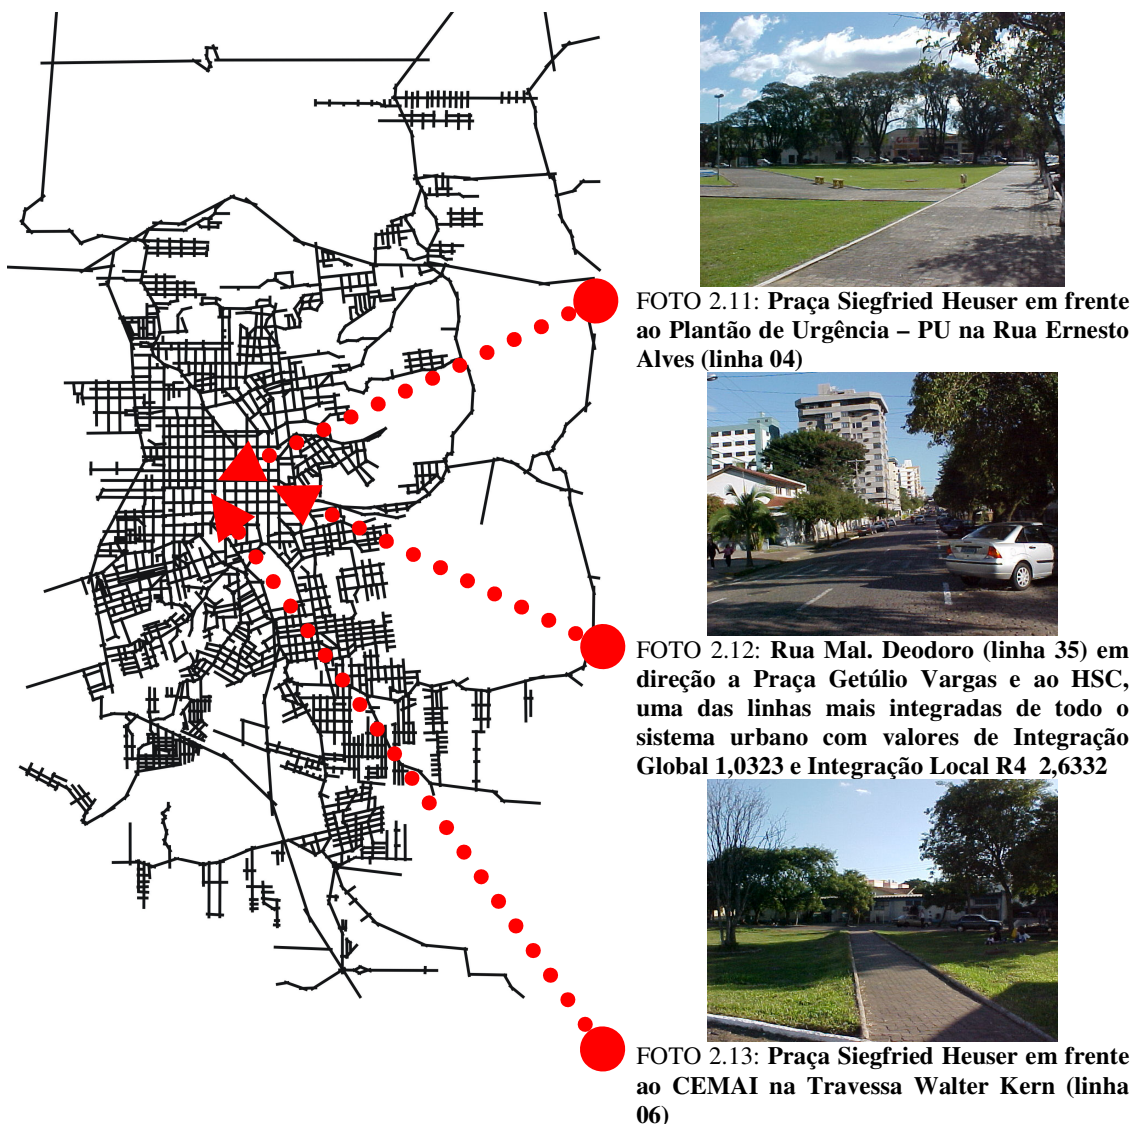 FOTO 2.11: Praça Siegfried Heuser em frente
ao Plantão de Urgência – PU na Rua Ernesto
Alves (linha 04)
FOTO 2.12: Rua Mal. Deodoro (linha 35) em
direção a Praça Getúlio Vargas e ao HSC,
uma das linhas mais integradas de todo o
sistema urbano com valores de Integração
Global 1,0323 e Integração Local R4 2,6332
FOTO 2.13: Praça Siegfried Heuser em frente
ao CEMAI na Travessa Walter Kern (linha
06)